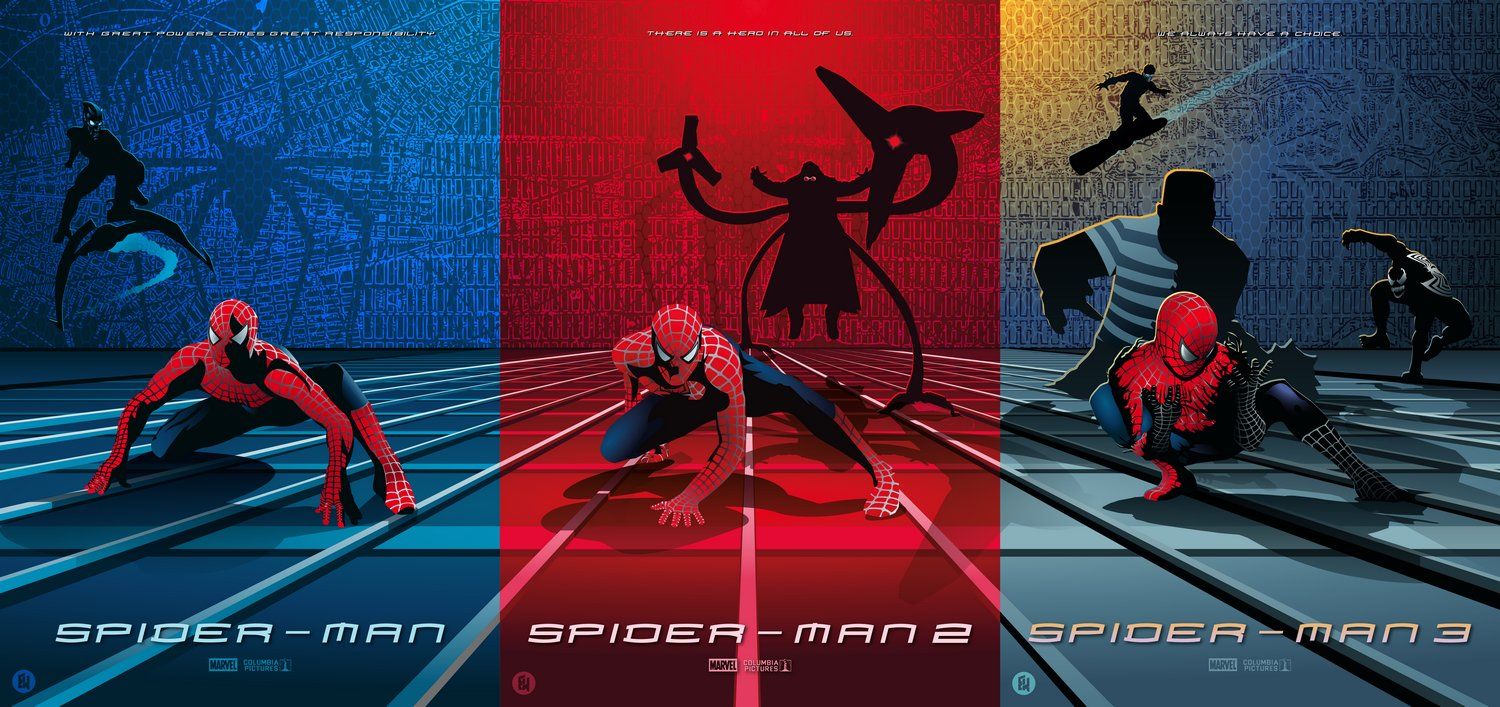 WITH GREAT POWERS COMES GREAT RESPONSIBILITY
THERE IS A HERO IN ALL OF US.
WE ALWAYS HAVE A CHOICE
SPIDER-MAN
SPIDER-MAN 2
SPIDER-MAN 3
MARVEL
COLUMBIA
PICTURES
MARVEL
COLUMBIA
PICTURES
MARVEL
COLUMBIA
PICTURES